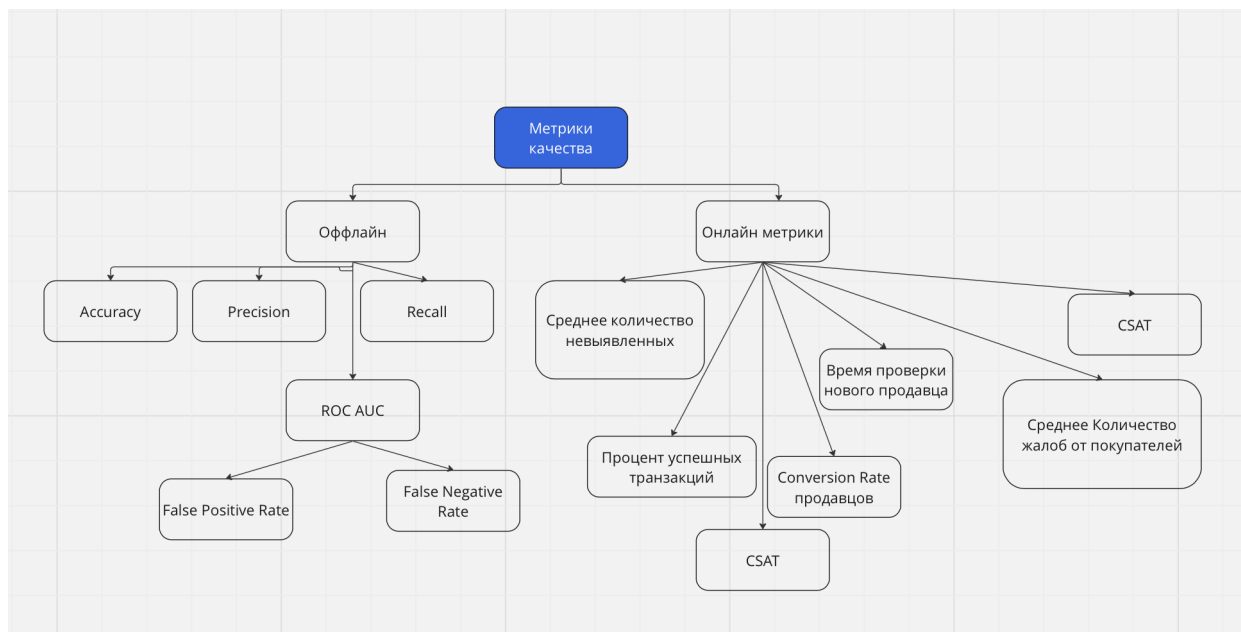 Метрики
качества
Оффлайн
Онлайн метрики
Accuracy
Precision
Recall
Среднее количество
невыявленных
CSAT
Время проверки
нового продавца
ROC AUC
Среднее Количество
жалоб от покупателей
Процент успешных
транзакций
Conversion Rate
продавцов
False Positive Rate
False Negative
Rate
CSAT